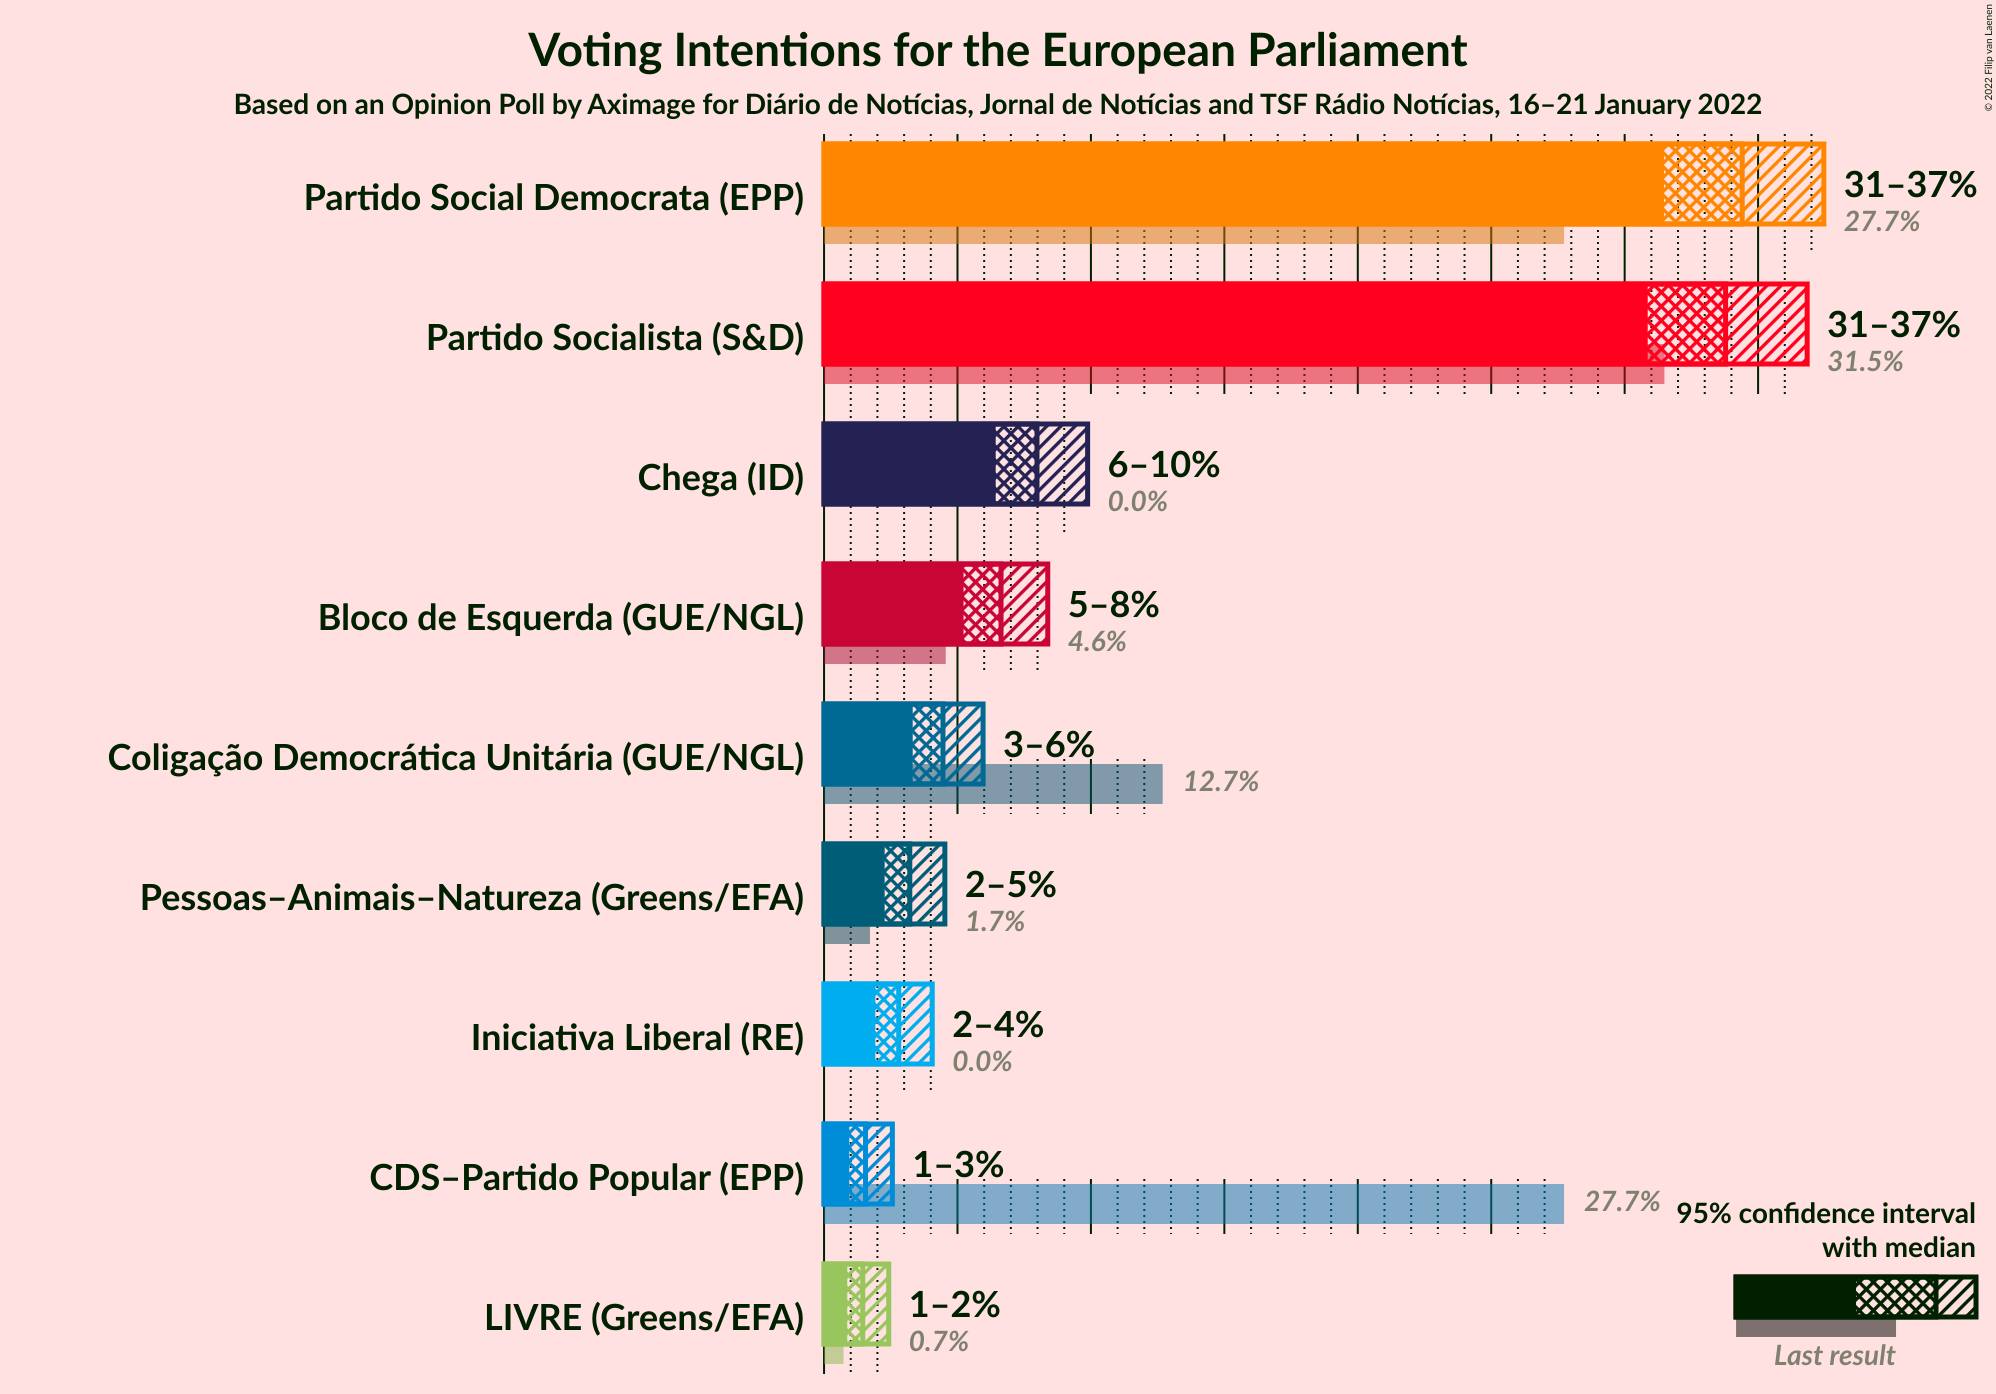 Voting Intentions for the European Parliament
Based on an Opinion Poll by Aximage for Diário de Notícias, Jornal de Notícias and TSF Rádio Notícias, 16–21 January 2022
© 2022 Filip van Laenen
Partido Social Democrata (EPP)
31–37%
27.7%
Partido Socialista (S&D)
31–37%
31.5%
Chega (ID)
6–10%
0.0%
Bloco de Esquerda (GUE/NGL)
5–8%
4.6%
Coligação Democrática Unitária (GUE/NGL)
3–6%
12.7%
Pessoas–Animais–Natureza (Greens/EFA)
2–5%
1.7%
Iniciativa Liberal (RE)
2–4%
0.0%
CDS–Partido Popular (EPP)
1–3%
27.7%
LIVRE (Greens/EFA)
1–2%
0.7%
95% confidence interval
with median
Last result